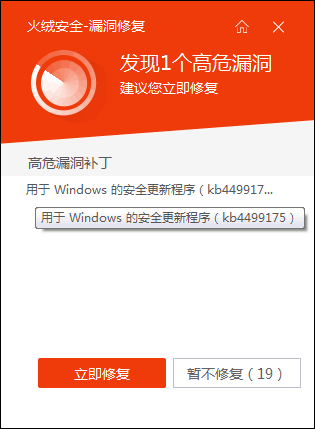 火绒安全-漏洞修复
发现1个高危漏洞
建议您立即修复
高危漏洞补丁
用于 Windows 的安全更新程序（kb449917...
用于 Windows 的安全更新程序（kb4499175）
立即修复
暂不修复（19）